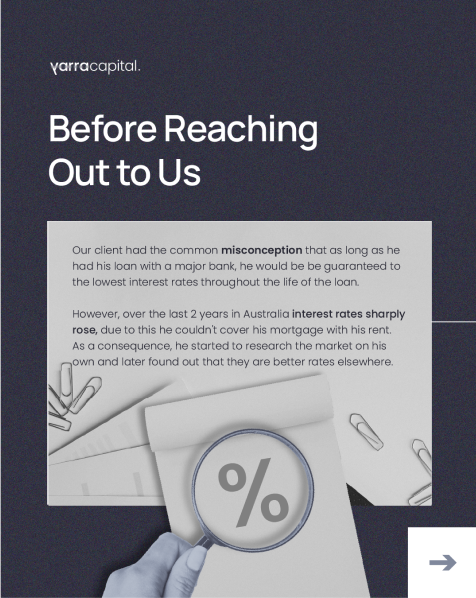 yarracapital.
Before Reaching
Out to Us
Our client had the common misconception that as long as he
had his loan with a major bank, he would be be guaranteed to
the lowest interest rates throughout the life of the loan.
However, over the last 2 years in Australia interest rates sharply
rose, due to this he couldn't cover his mortgage with his rent.
As a consequence, he started to research the market on his
own and later found out that they are better rates elsewhere.
%